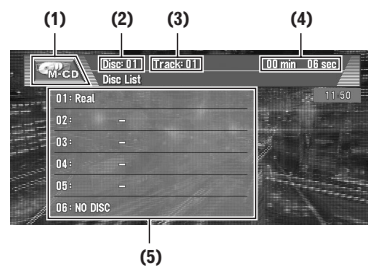 (1) (2) (3) (4)
M-CD Disc: 01 Track: 01 00 min 06 sec
Disc List
11:50
01: Real
02: –
03: –
04: –
05: –
06: NO DISC
(5)